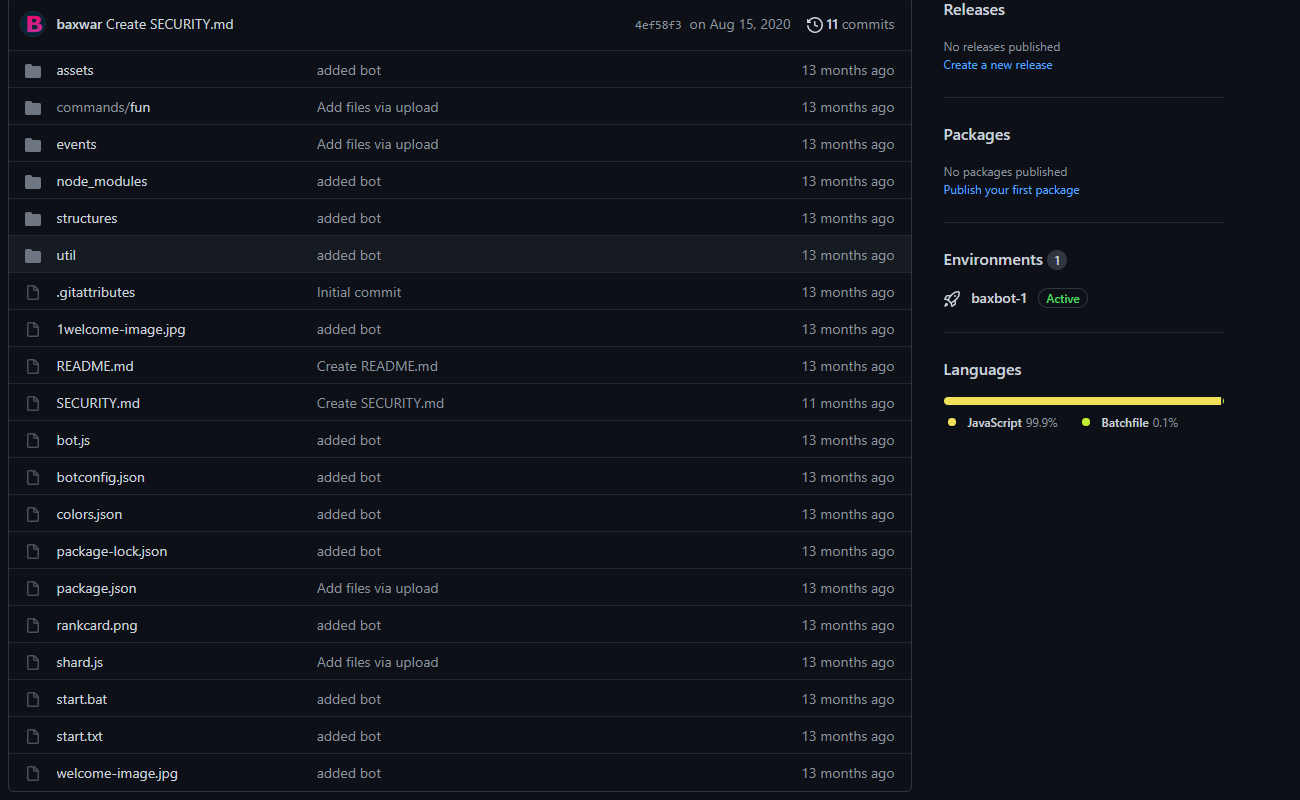 B baxwar Create SECURITY.md 4ef58f3 on Aug 15, 2020 11 commits
assets added bot 13 months ago
commands/fun Add files via upload 13 months ago
events Add files via upload 13 months ago
node_modules added bot 13 months ago
structures added bot 13 months ago
util added bot 13 months ago
.gitattributes Initial commit 13 months ago
1welcome-image.jpg added bot 13 months ago
README.md Create README.md 13 months ago
SECURITY.md Create SECURITY.md 11 months ago
bot.js added bot 13 months ago
botconfig.json added bot 13 months ago
colors.json added bot 13 months ago
package-lock.json added bot 13 months ago
package.json Add files via upload 13 months ago
rankcard.png added bot 13 months ago
shard.js Add files via upload 13 months ago
start.bat added bot 13 months ago
start.txt added bot 13 months ago
welcome-image.jpg added bot 13 months ago
Releases
No releases published
Create a new release
Packages
No packages published
Publish your first package
Environments 1
baxbot-1 Active
Languages
JavaScript 99.9% Batchfile 0.1%